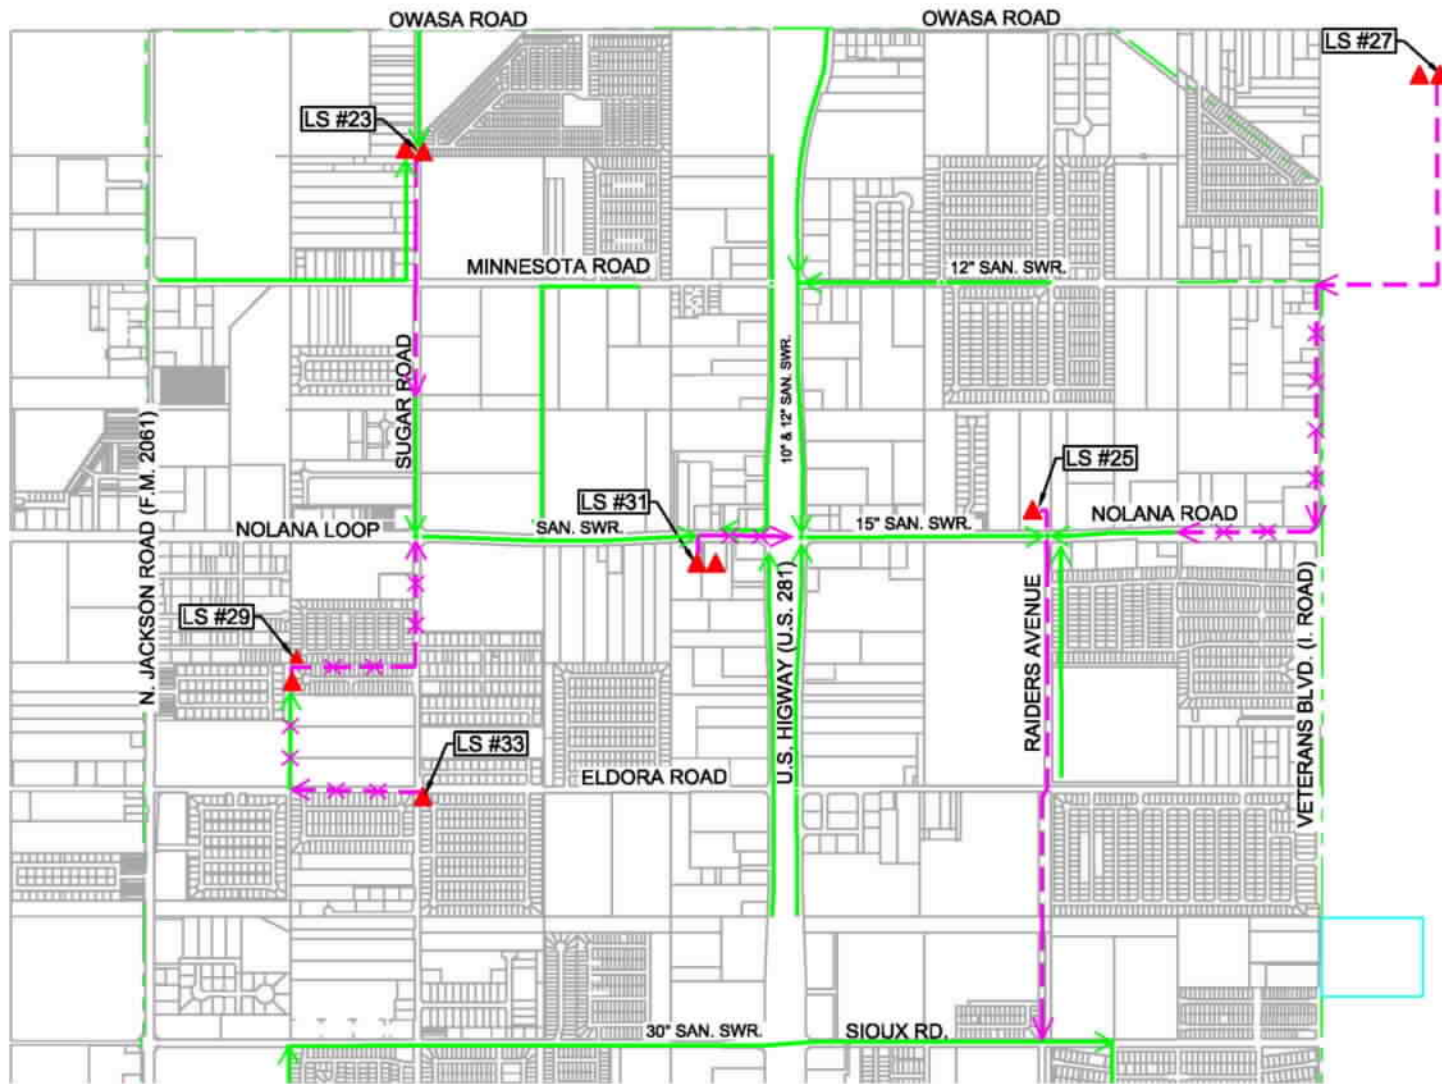 OWASA ROAD
OWASA ROAD
LS #27
LS #23
MINNESOTA ROAD
12" SAN. SWR.
SUGAR ROAD
10" & 12" SAN. SWR.
N. JACKSON ROAD (F.M. 2061)
LS #25
LS #31
NOLANA LOOP
SAN. SWR.
15" SAN. SWR.
NOLANA ROAD
LS #29
U.S. HIGWAY (U.S. 281)
RAIDERS AVENUE
VETERANS BLVD. (I. ROAD)
LS #33
ELDORA ROAD
30" SAN. SWR.
SIOUX RD.